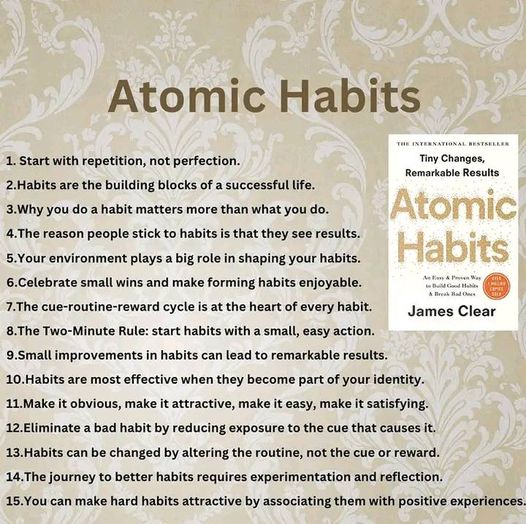 Atomic Habits
1. Start with repetition, not perfection.
2.Habits are the building blocks of a successful life.
3.Why you do a habit matters more than what you do.
4.The reason people stick to habits is that they see results.
5.Your environment plays a big role in shaping your habits.
6.Celebrate small wins and make forming habits enjoyable.
7.The cue-routine-reward cycle is at the heart of every habit.
8.The Two-Minute Rule: start habits with a small, easy action.
9.Small improvements in habits can lead to remarkable results.
10.Habits are most effective when they become part of your identity.
11.Make it obvious, make it attractive, make it easy, make it satisfying.
12.Eliminate a bad habit by reducing exposure to the cue that causes it.
13.Habits can be changed by altering the routine, not the cue or reward.
14.The journey to better habits requires experimentation and reflection.
15.You can make hard habits attractive by associating them with positive experiences.
THE INTERNATIONAL BESTSELLER
Tiny Changes,
Remarkable Results
Atomic
Habits
An Easy & Proven Way
to Build Good Habits
& Break Bad Ones
OVER
1 MILLION
COPIES
SOLD
James Clear